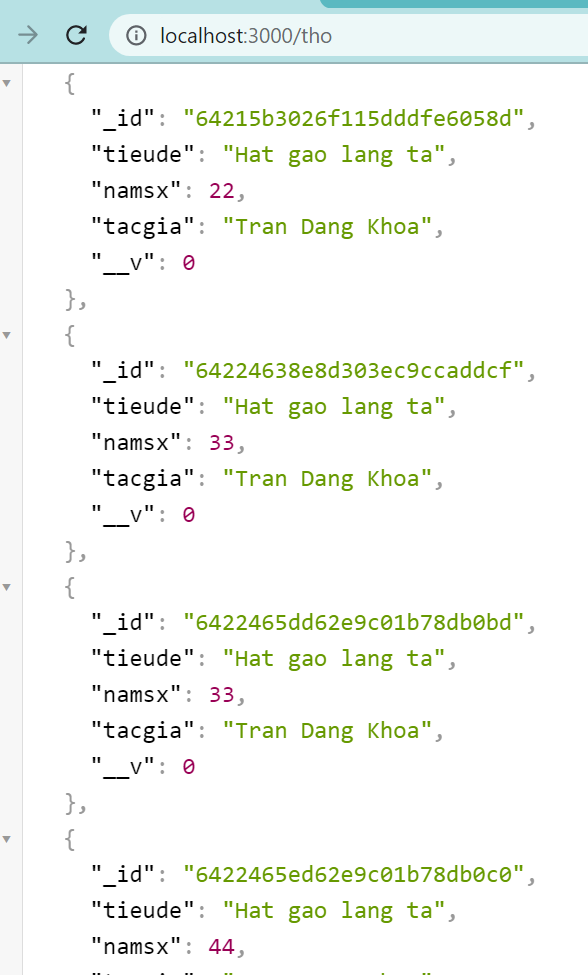 localhost:3000/tho
{
"_id": "64215b3026f115dddfe6058d",
"tieude": "Hat gao lang ta",
"namsx": 22,
"tacgia": "Tran Dang Khoa",
"__v": 0
},
{
"_id": "64224638e8d303ec9ccaddcf",
"tieude": "Hat gao lang ta",
"namsx": 33,
"tacgia": "Tran Dang Khoa",
"__v": 0
},
{
"_id": "6422465dd62e9c01b78db0bd",
"tieude": "Hat gao lang ta",
"namsx": 33,
"tacgia": "Tran Dang Khoa",
"__v": 0
},
{
"_id": "6422465ed62e9c01b78db0c0",
"tieude": "Hat gao lang ta",
"namsx": 44,